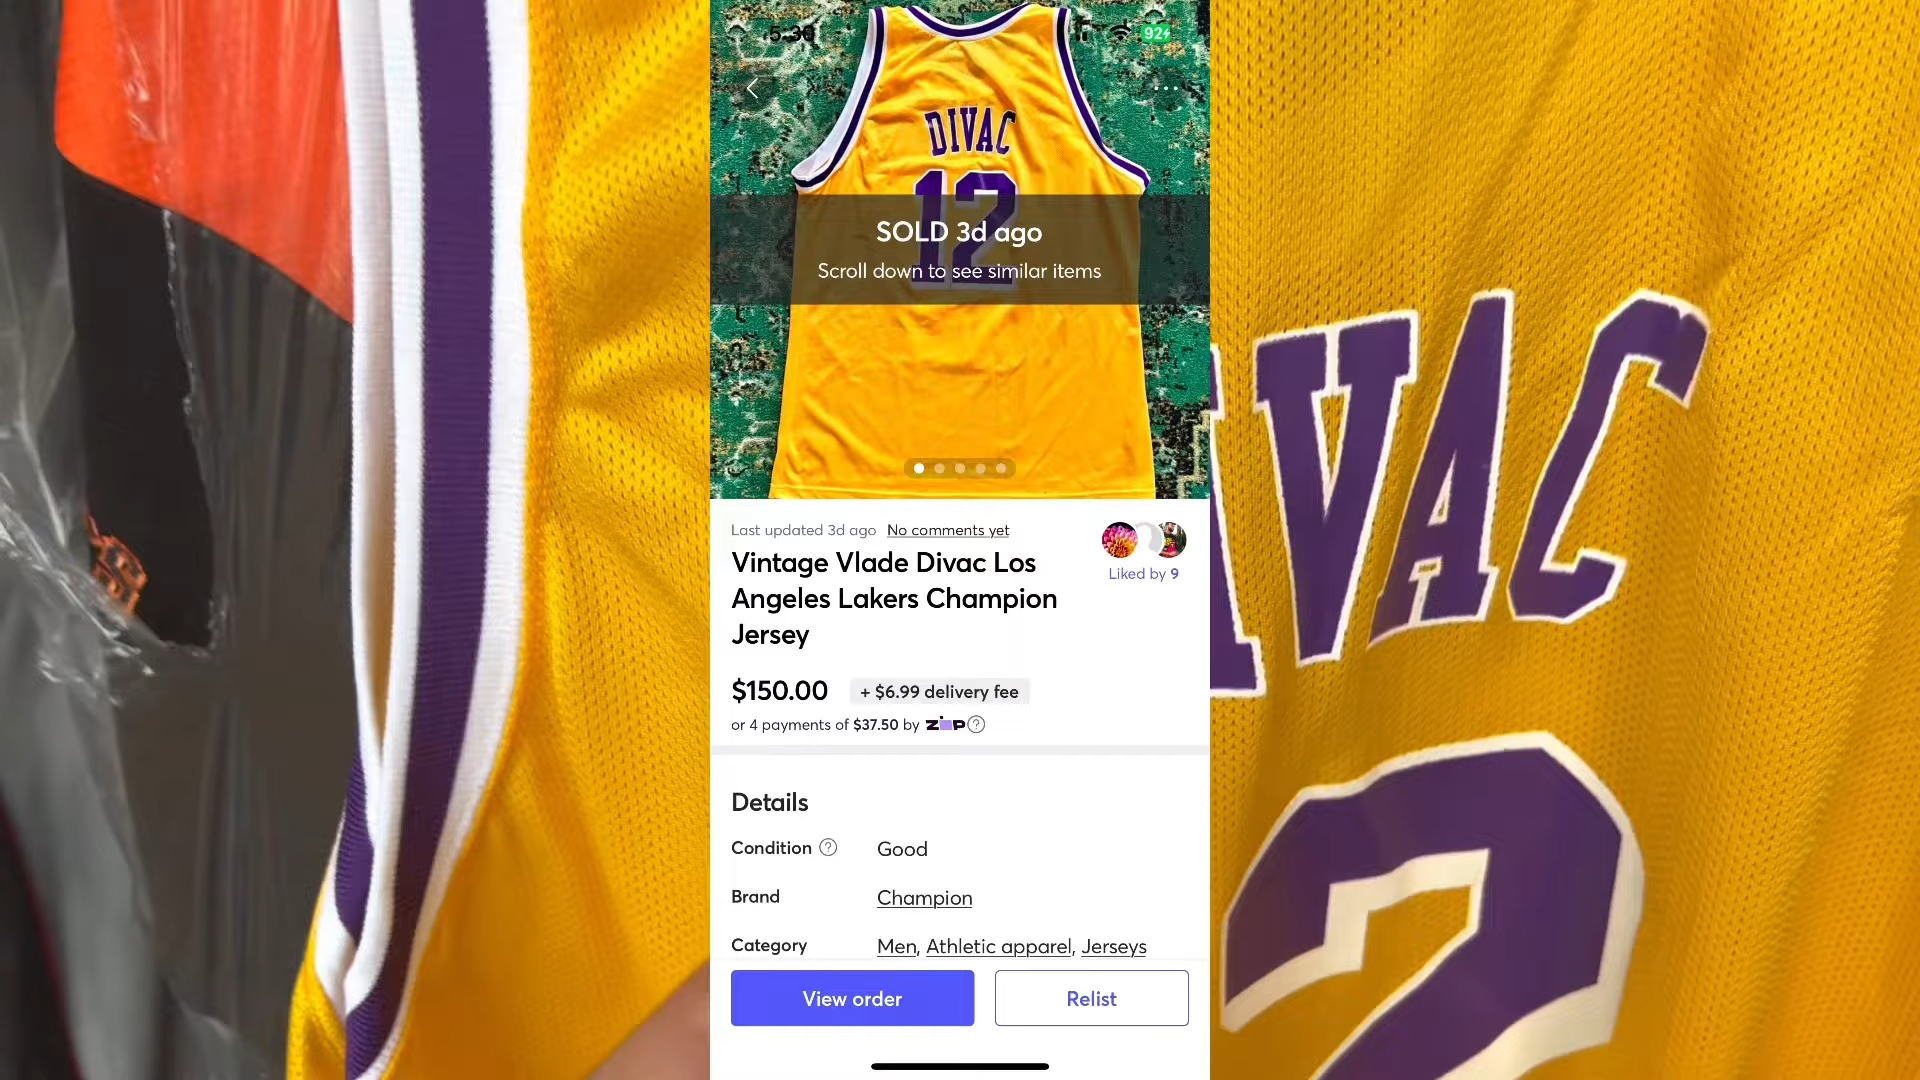 5:30
92
DIVAC
12
SOLD 3d ago
Scroll down to see similar items
Last updated 3d ago No comments yet
Vintage Vlade Divac Los
Angeles Lakers Champion
Jersey
Liked by 9
$150.00 + $6.99 delivery fee
or 4 payments of $37.50 by zip ?
Details
Condition ? Good
Brand Champion
Category Men, Athletic apparel, Jerseys
View order Relist
IVAC
2